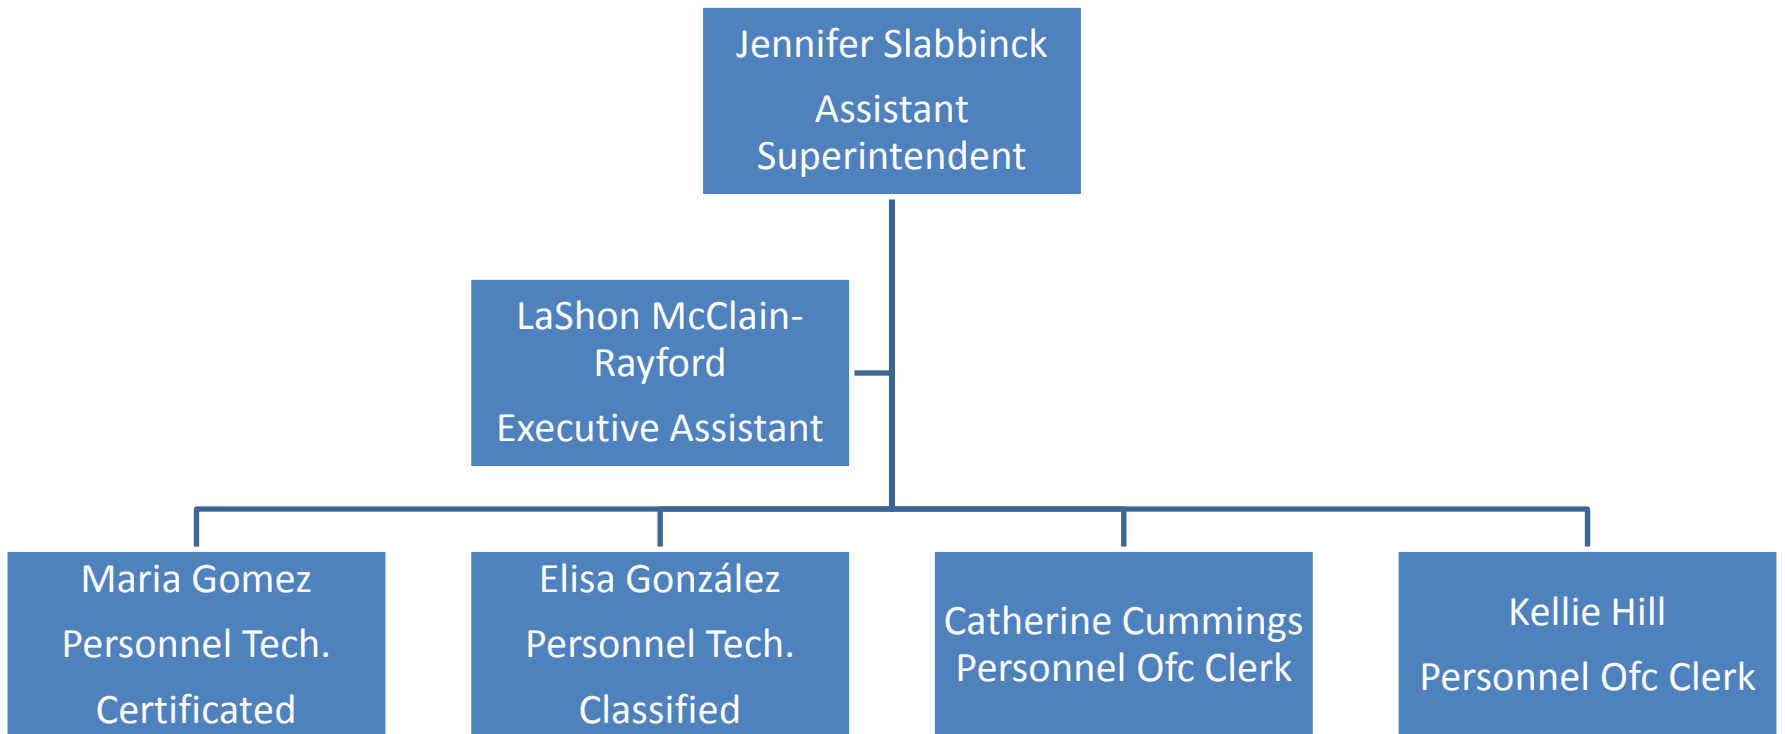 Jennifer Slabbinck
Assistant
Superintendent
LaShon McClain-
Rayford
Executive Assistant
Maria Gomez
Personnel Tech.
Certificated
Elisa González
Personnel Tech.
Classified
Catherine Cummings
Personnel Ofc Clerk
Kellie Hill
Personnel Ofc Clerk